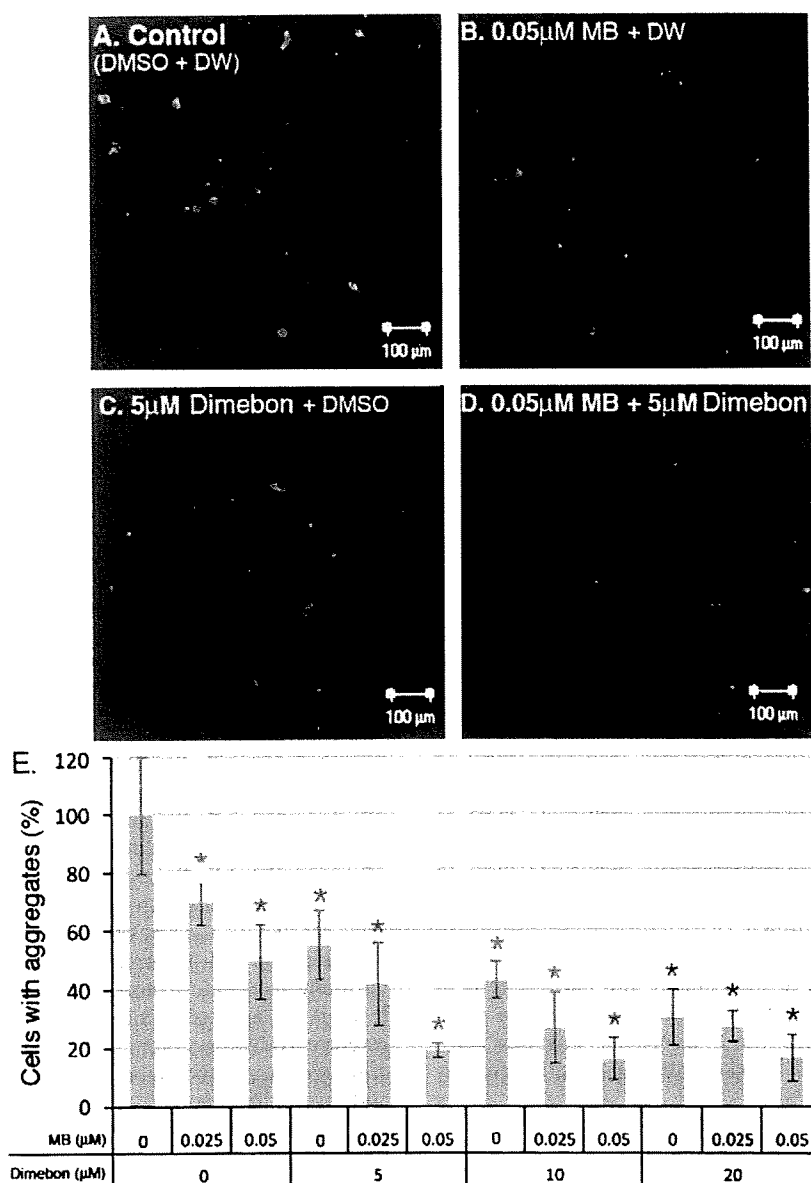 A. Control
(DMSO + DW)
B. 0.05µM MB + DW
100 µm
100 µm
C. 5µM Dimebon + DMSO
D. 0.05µM MB + 5µM Dimebon
100 µm
100 µm
E.
Cells with aggregates (%)
120
100
80
60
40
20
0
* * * * * * * * * * *
MB (µM) 0 0.025 0.05 0 0.025 0.05 0 0.025 0.05 0 0.025 0.05
Dimebon (µM) 0 5 10 20